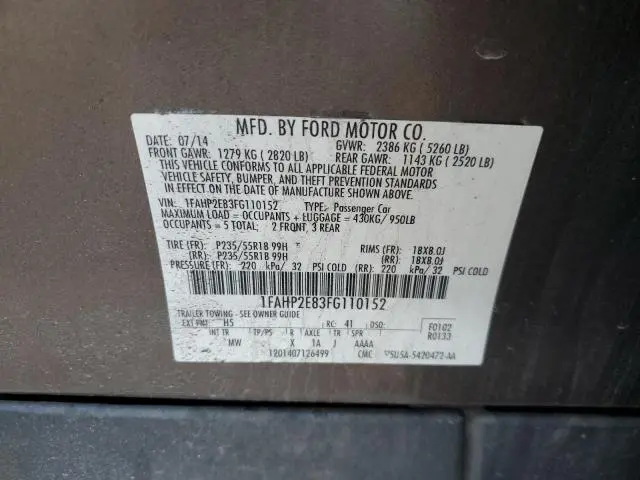 MFD. BY FORD MOTOR CO.
DATE: 07/14 GVWR: 2386 KG ( 5260 LB)
FRONT GAWR: 1279 KG ( 2820 LB) REAR GAWR: 1143 KG ( 2520 LB)
THIS VEHICLE CONFORMS TO ALL APPLICABLE FEDERAL MOTOR
VEHICLE SAFETY, BUMPER, AND THEFT PREVENTION STANDARDS
IN EFFECT ON THE DATE OF MANUFACTURE SHOWN ABOVE.
VIN: 1FAHP2E83FG110152 TYPE: Passenger Car
MAXIMUM LOAD = OCCUPANTS + LUGGAGE = 430KG/ 950LB
OCCUPANTS = 5 TOTAL: 2 FRONT, 3 REAR
TIRE (FR): P235/55R18 99H RIMS (FR): 18X8.0J
(RR): P235/55R18 99H (RR): 18X8.0J
PRESSURE (FR): 220 kPa/ 32 PSI COLD (RR): 220 kPa/ 32 PSI COLD
1FAHP2E83FG110152
TRAILER TOWING - SEE OWNER GUIDE
EXT PNT: H5 RC: 41 DSO: F0102
INT TR TP/PS R AXLE TR SPR R0133
MW X 1A J AAAA
1201407126499 CMC 5U5A-5420472-AA